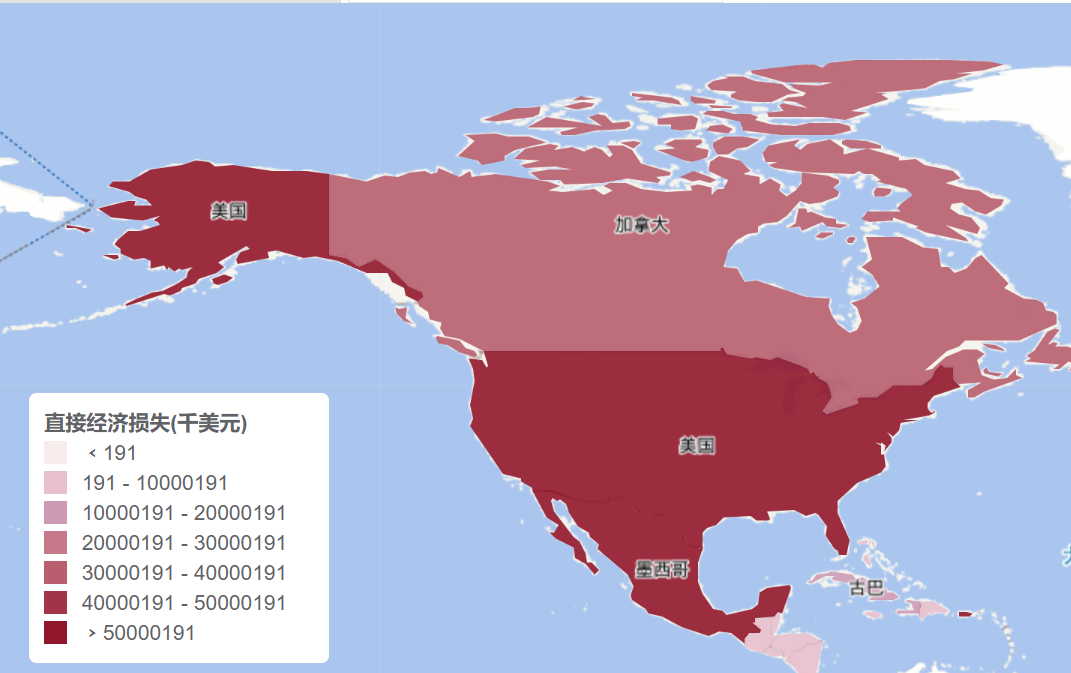 美国
加拿大
美国
墨西哥
古巴
直接经济损失(千美元)
< 191
191 - 10000191
10000191 - 20000191
20000191 - 30000191
30000191 - 40000191
40000191 - 50000191
> 50000191